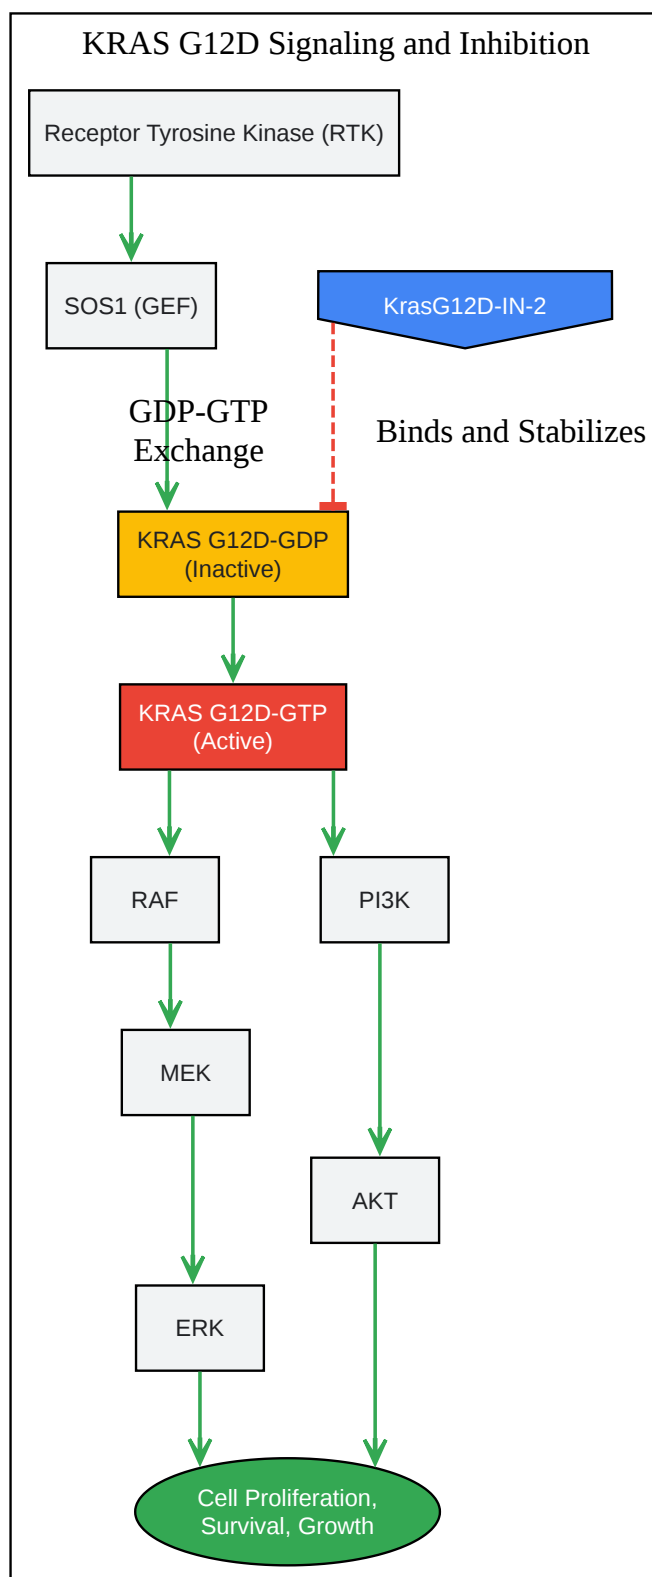 KRAS G12D Signaling and Inhibition
Receptor Tyrosine Kinase (RTK)
SOS1 (GEF)
KrasG12D-IN-2
GDP-GTP
Exchange
Binds and Stabilizes
KRAS G12D-GDP
(Inactive)
KRAS G12D-GTP
(Active)
RAF
PI3K
MEK
AKT
ERK
Cell Proliferation,
Survival, Growth